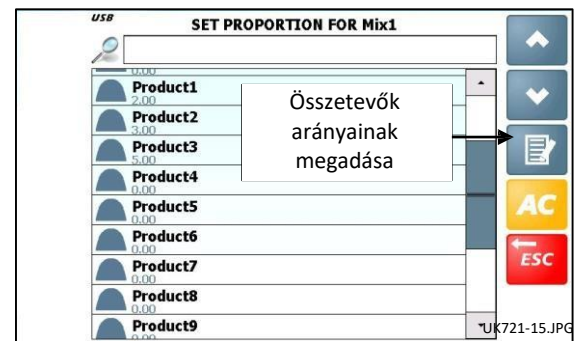 USB
SET PROPORTION FOR Mix1
0.00
Product1
2.00
Product2
3.00
Product3
5.00
Product4
0.00
Product5
0.00
Product6
0.00
Product7
0.00
Product8
0.00
Product9
0.00
Összetevők
arányainak
megadása
AC
ESC
UK721-15.JPG